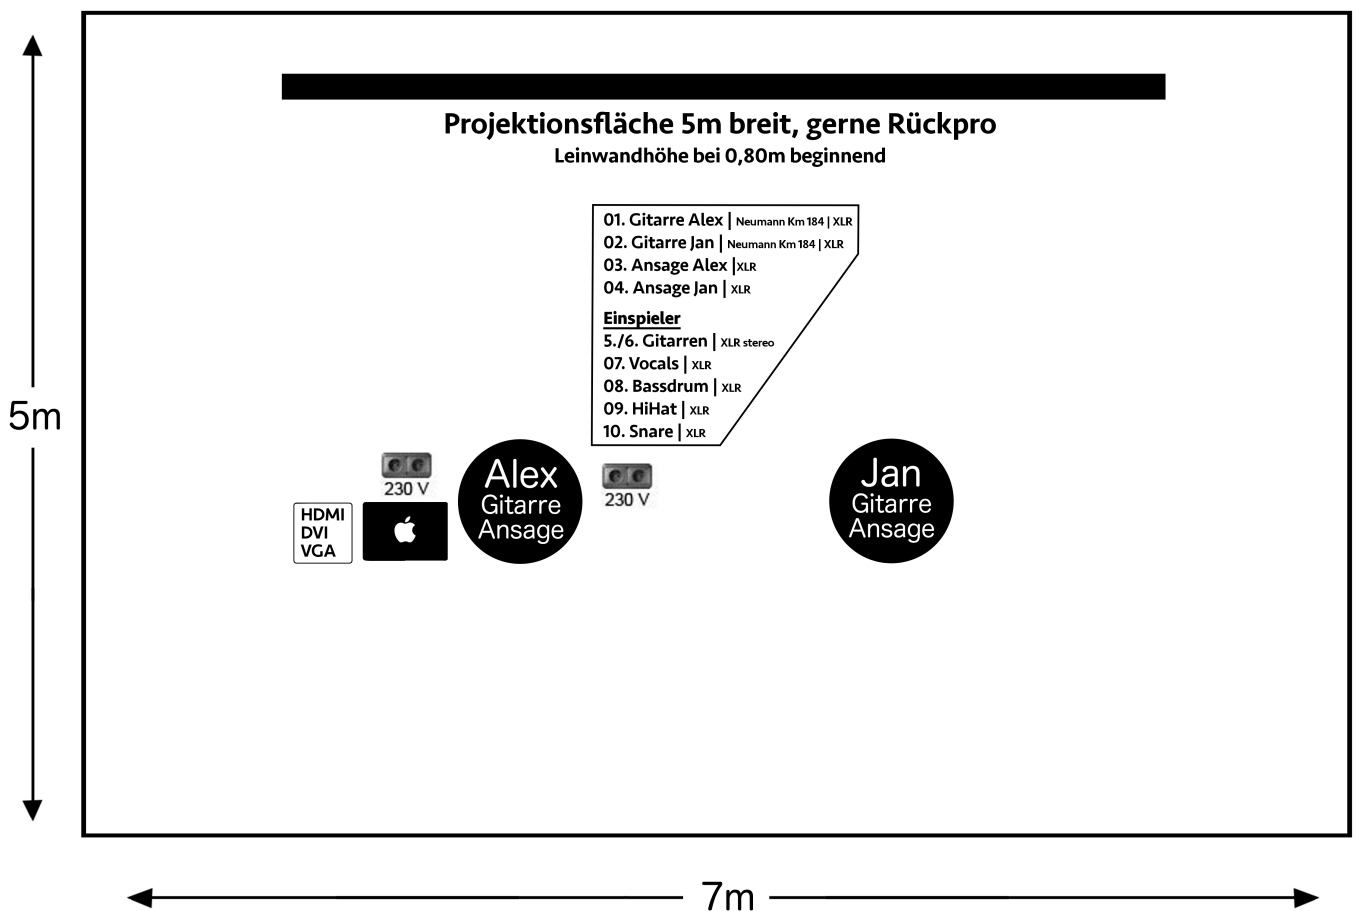 Projektionsfläche 5m breit, gerne Rückpro
Leinwandhöhe bei 0,80m beginnend
01. Gitarre Alex | Neumann Km 184 | XLR
02. Gitarre Jan | Neumann Km 184 | XLR
03. Ansage Alex |XLR
04. Ansage Jan | XLR
Einspieler
5./6. Gitarren | XLR stereo
07. Vocals | XLR
08. Bassdrum | XLR
09. HiHat | XLR
10. Snare | XLR
5m
230 V
HDMI
DVI
VGA
Alex
Gitarre
Ansage
230 V
Jan
Gitarre
Ansage
7m